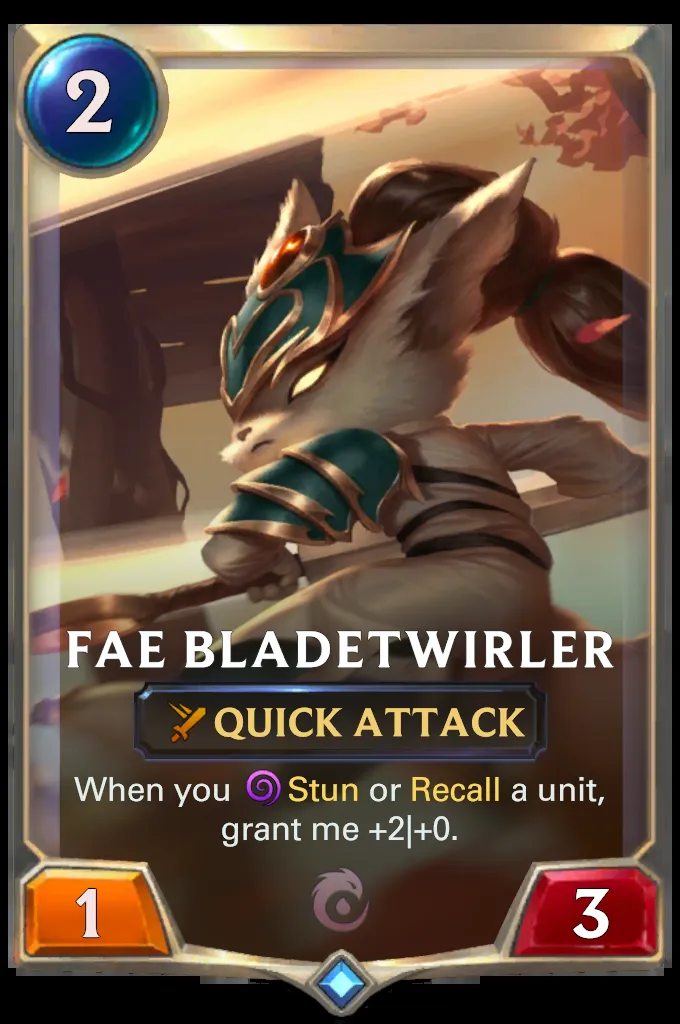 2
FAE BLADETWIRLER
QUICK ATTACK
When you Stun or Recall a unit,
grant me +2|+0.
1
3